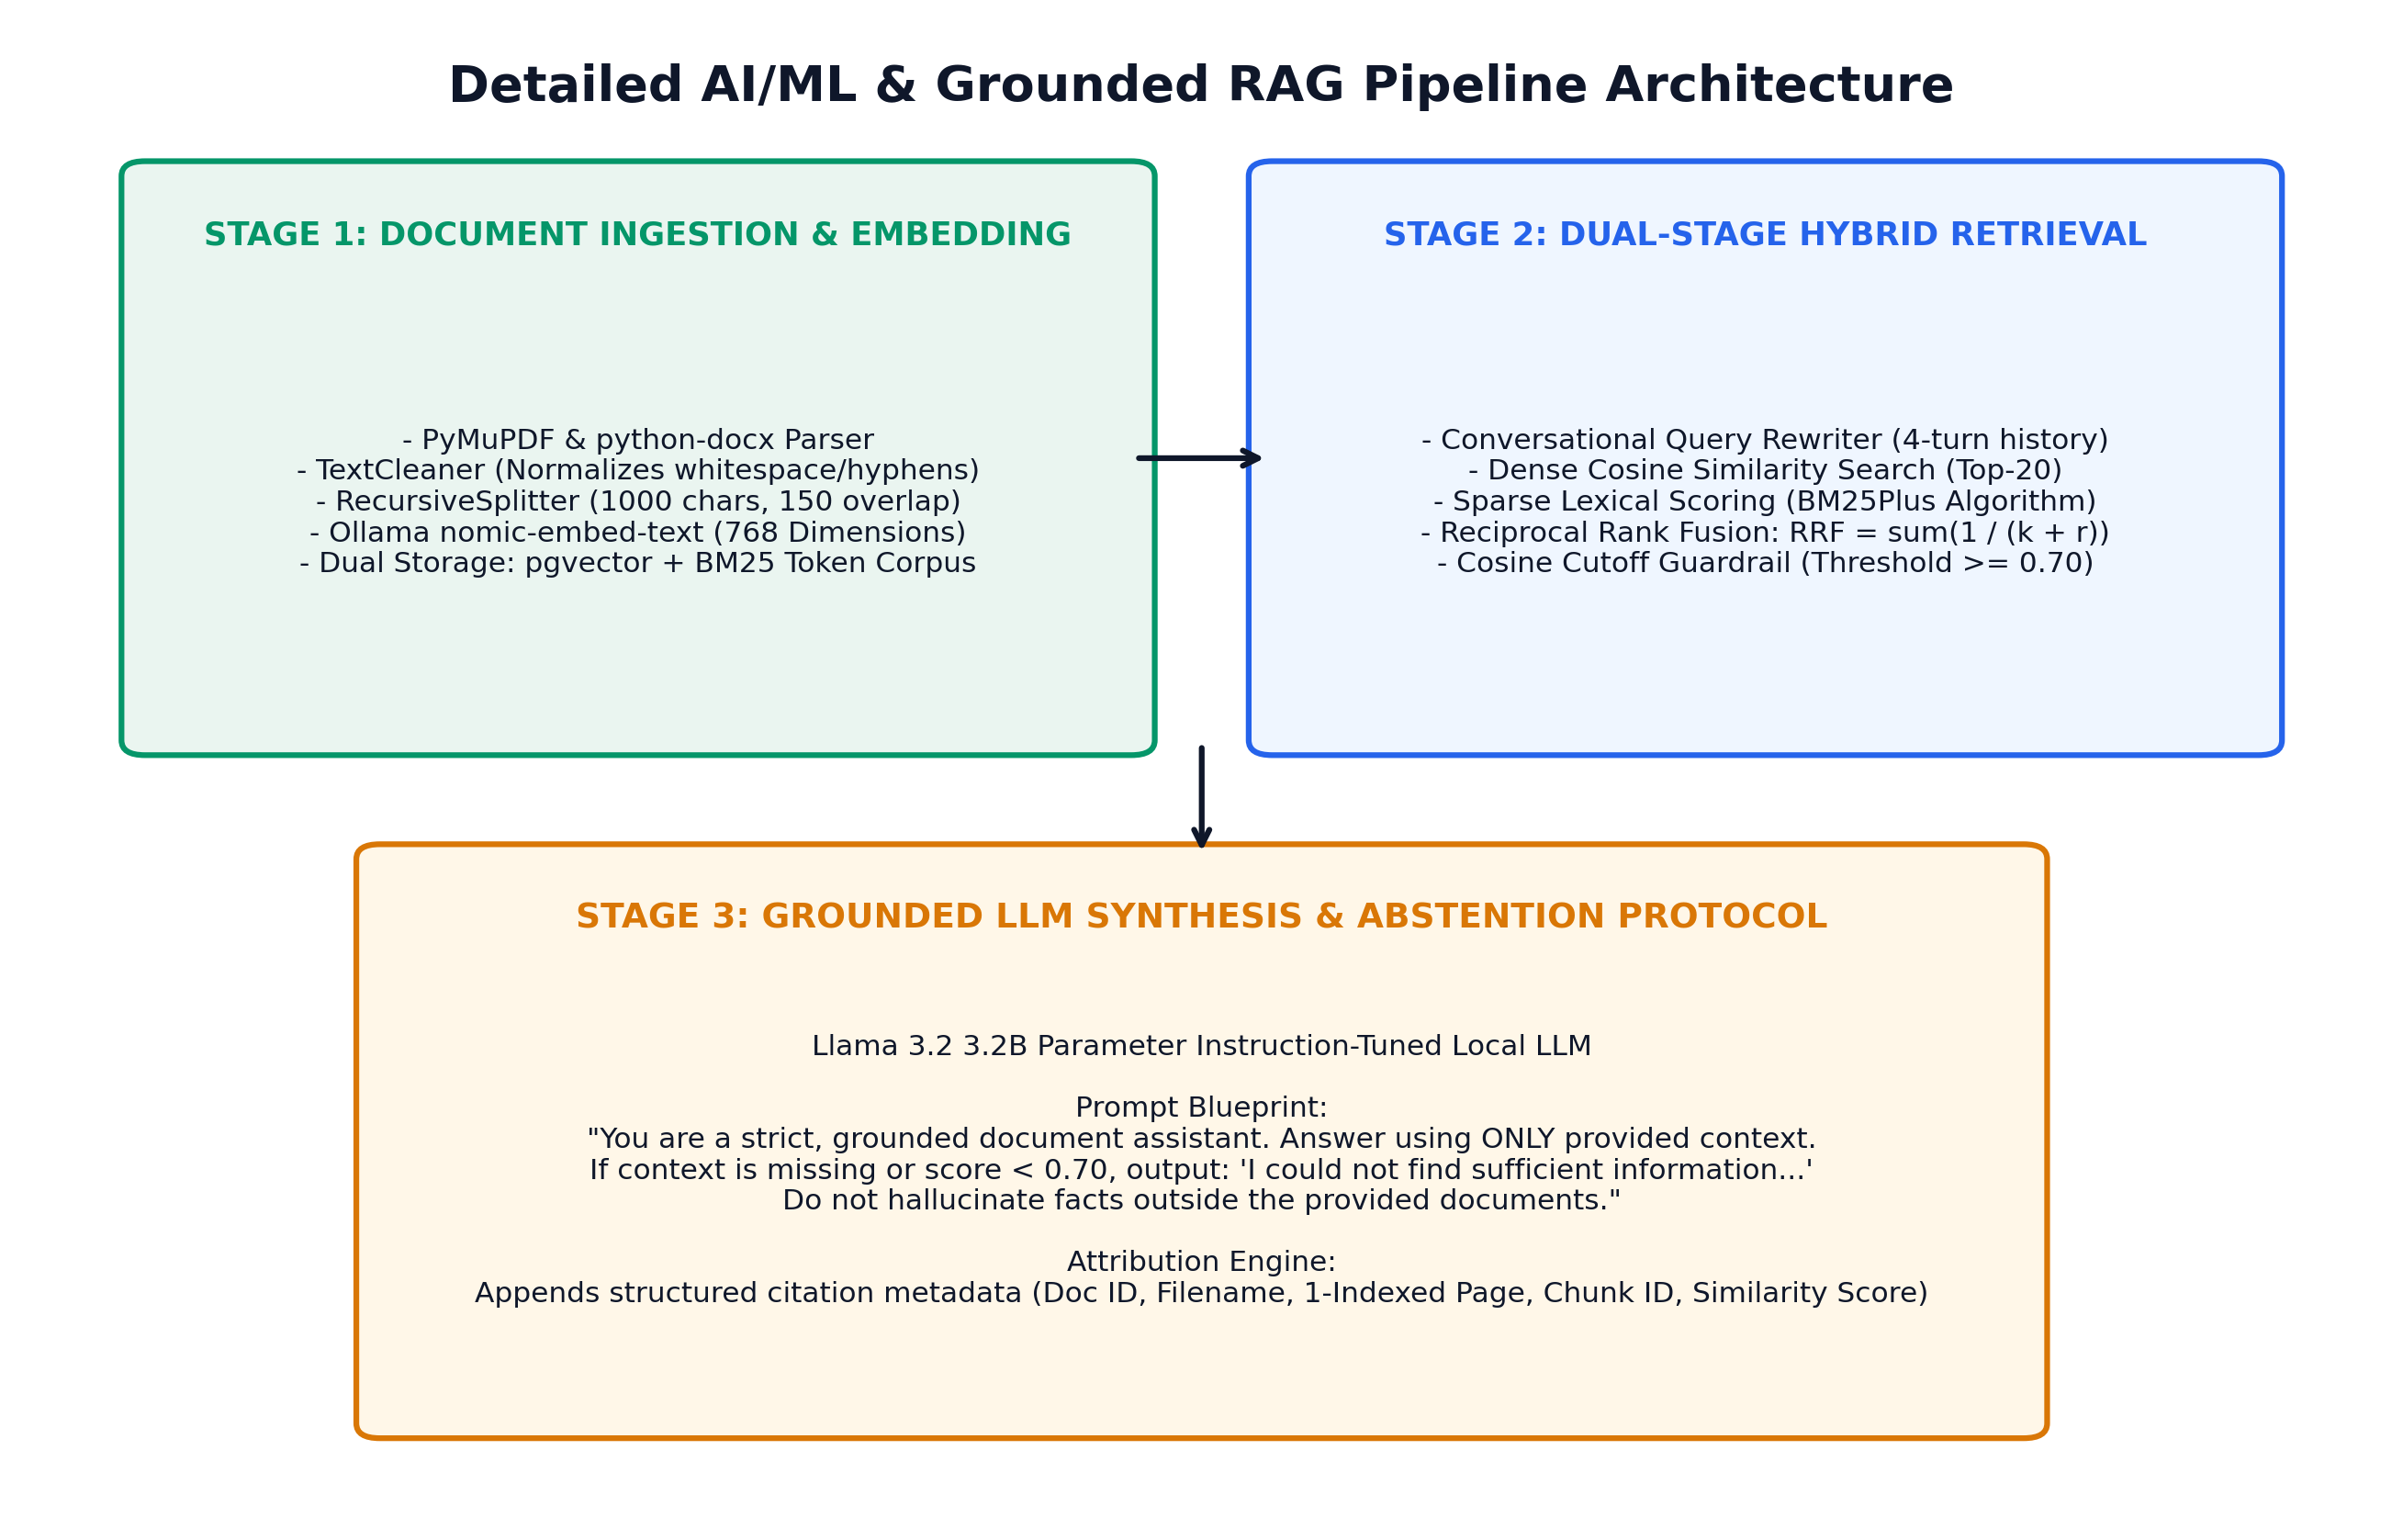 Detailed AI/ML & Grounded RAG Pipeline Architecture
STAGE 1: DOCUMENT INGESTION & EMBEDDING
- PyMuPDF & python-docx Parser
- TextCleaner (Normalizes whitespace/hyphens)
- RecursiveSplitter (1000 chars, 150 overlap)
- Ollama nomic-embed-text (768 Dimensions)
- Dual Storage: pgvector + BM25 Token Corpus
STAGE 2: DUAL-STAGE HYBRID RETRIEVAL
- Conversational Query Rewriter (4-turn history)
- Dense Cosine Similarity Search (Top-20)
- Sparse Lexical Scoring (BM25Plus Algorithm)
- Reciprocal Rank Fusion: RRF = sum(1 / (k + r))
- Cosine Cutoff Guardrail (Threshold >= 0.70)
STAGE 3: GROUNDED LLM SYNTHESIS & ABSTENTION PROTOCOL
Llama 3.2 3.2B Parameter Instruction-Tuned Local LLM
Prompt Blueprint:
"You are a strict, grounded document assistant. Answer using ONLY provided context.
If context is missing or score < 0.70, output: 'I could not find sufficient information...'
Do not hallucinate facts outside the provided documents."
Attribution Engine:
Appends structured citation metadata (Doc ID, Filename, 1-Indexed Page, Chunk ID, Similarity Score)